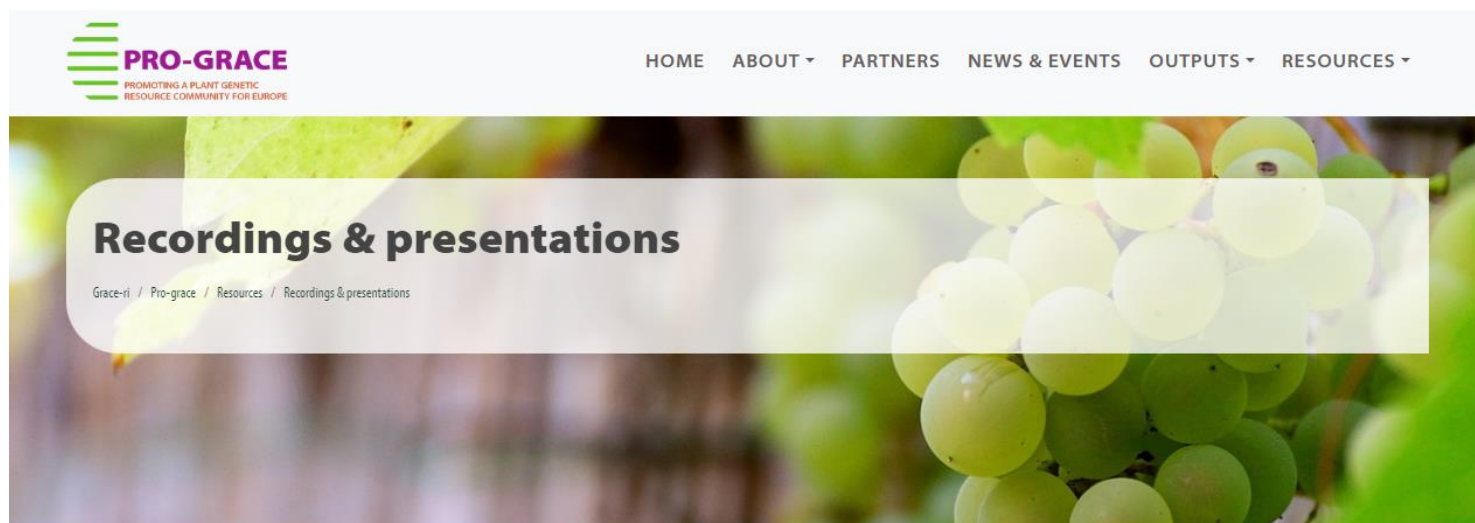 PRO-GRACE
PROMOTING A PLANT GENETIC
RESOURCE COMMUNITY FOR EUROPE
HOME ABOUT PARTNERS NEWS & EVENTS OUTPUTS RESOURCES
Recordings & presentations
Grace-ri / Pro-grace / Resources / Recordings & presentations